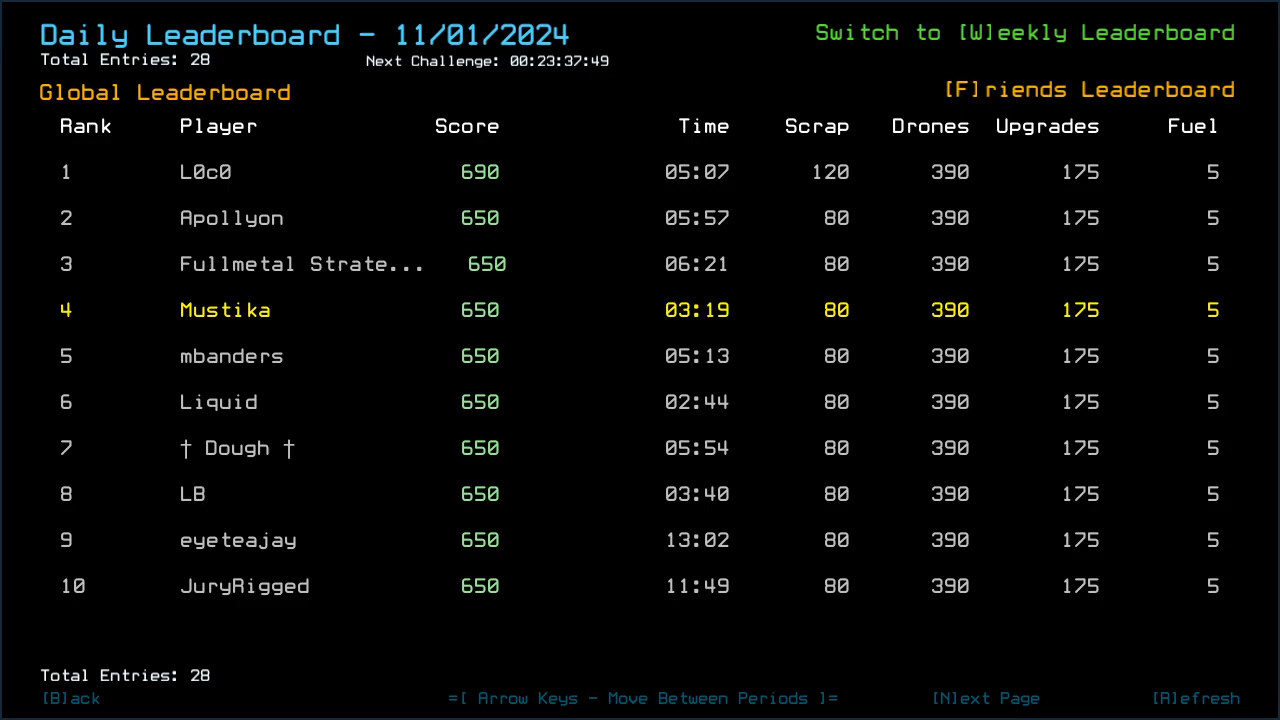 Daily Leaderboard - 11/01/2024
Switch to [W]eekly Leaderboard
Total Entries: 28
Next Challenge: 00:23:37:49
Global Leaderboard
[F]riends Leaderboard
Rank Player Score Time Scrap Drones Upgrades Fuel
1 L0c0 690 05:07 120 390 175 5
2 Apollyon 650 05:57 80 390 175 5
3 Fullmetal Strate... 650 06:21 80 390 175 5
4 Mustika 650 03:19 80 390 175 5
5 mbanders 650 05:13 80 390 175 5
6 Liquid 650 02:44 80 390 175 5
7 † Dough † 650 05:54 80 390 175 5
8 LB 650 03:40 80 390 175 5
9 eyeteajay 650 13:02 80 390 175 5
10 JuryRigged 650 11:49 80 390 175 5
Total Entries: 28
[B]ack =[ Arrow Keys - Move Between Periods ]= [N]ext Page [R]efresh